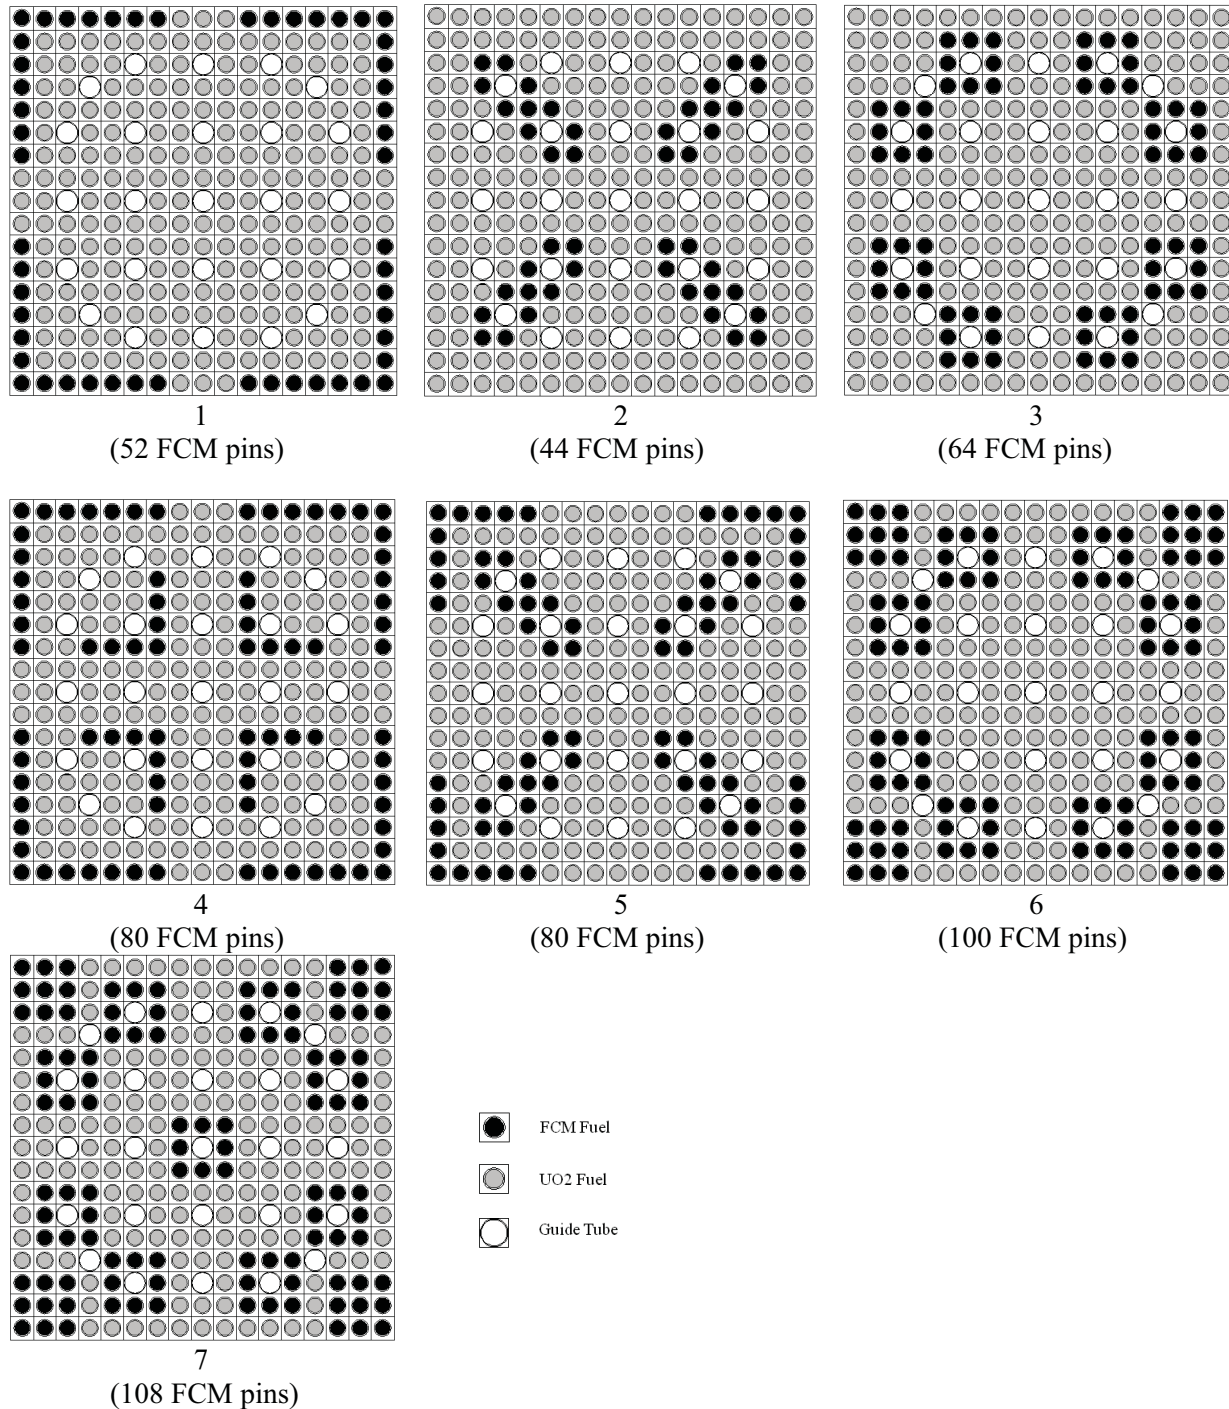 1
(52 FCM pins)
2
(44 FCM pins)
3
(64 FCM pins)
4
(80 FCM pins)
5
(80 FCM pins)
6
(100 FCM pins)
7
(108 FCM pins)
FCM Fuel
UO2 Fuel
Guide Tube